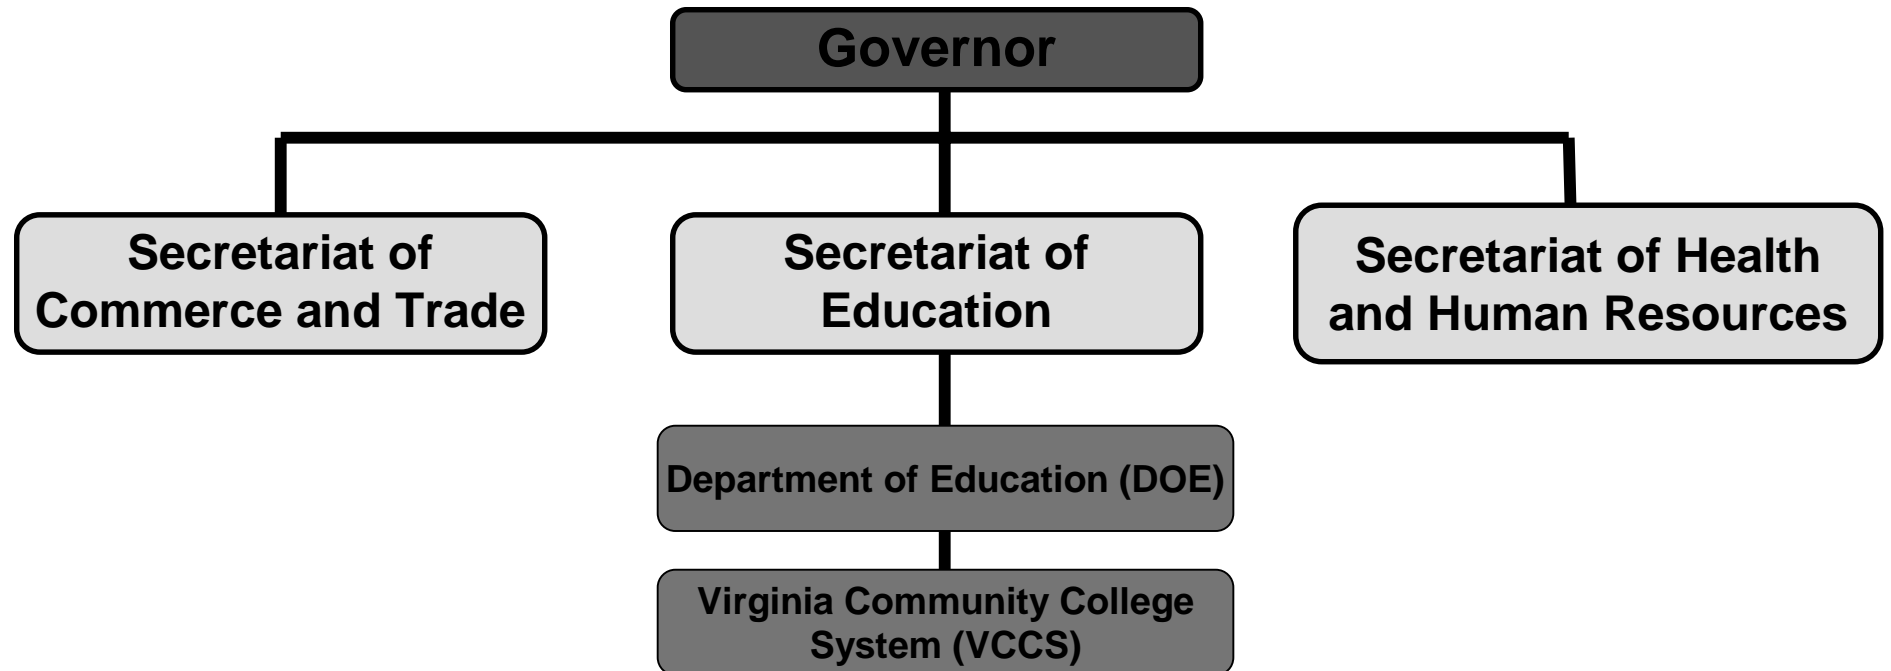 Governor
Secretariat of
Commerce and Trade
Secretariat of
Education
Secretariat of Health
and Human Resources
Department of Education (DOE)
Virginia Community College
System (VCCS)